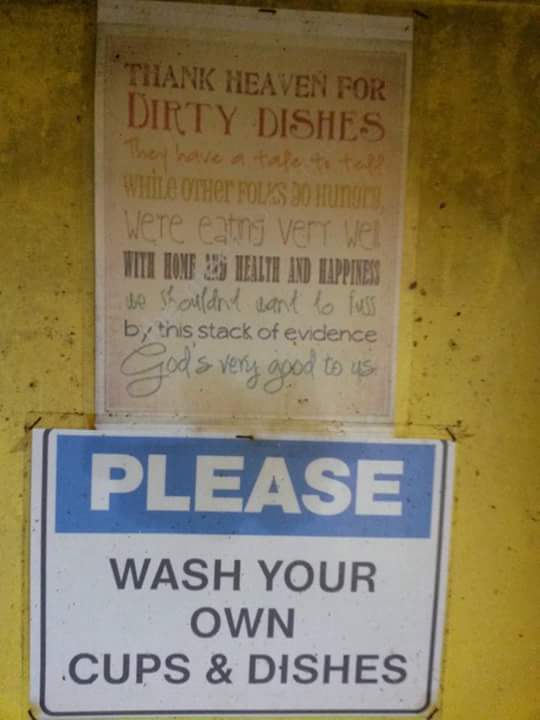 THANK HEAVEN FOR
DIRTY DISHES
They have a tale to tell
WHILE OTHER FOLKS GO HUNGRY,
We're eating very well
WITH HOME AND HEALTH AND HAPPINESS
we shouldn't want to fuss
by this stack of evidence
God's very good to us.
PLEASE
WASH YOUR
OWN
CUPS & DISHES